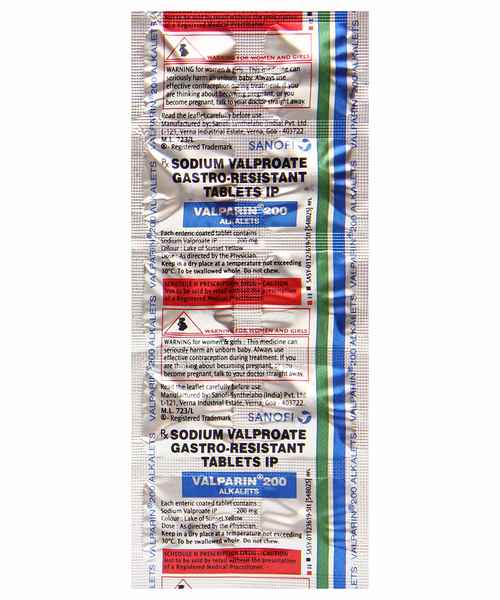 a Registered Medical Practitioner
WARNING FOR WOMEN AND GIRLS
WARNING for women & girls : This medicine can
seriously harm an unborn baby. Always use
effective contraception during treatment. If you
are thinking about becoming pregnant, or you
become pregnant, talk to your doctor straight away.
Read the leaflet carefully before use.
Manufactured by: Sanofi-Synthelabo (India) Pvt. Ltd.
L-121, Verna Industrial Estate, Verna, Goa - 403722.
M.L. 723/L
® - Registered Trademark
SANOFI
Rx SODIUM VALPROATE
GASTRO-RESISTANT
TABLETS IP
VALPARIN® 200
ALKALETS
Each enteric coated tablet contains
Sodium Valproate IP 200 mg
Colour : Lake of Sunset Yellow
Dose : As directed by the Physician.
Keep in a dry place at a temperature not exceeding
30°C. To be swallowed whole. Do not chew.
SCHEDULE H PRESCRIPTION DRUG - CAUTION
Not to be sold by retail without the prescription
of a Registered Medical Practitioner.
WARNING FOR WOMEN AND GIRLS
WARNING for women & girls : This medicine can
seriously harm an unborn baby. Always use
effective contraception during treatment. If you
are thinking about becoming pregnant, or you
become pregnant, talk to your doctor straight away.
Read the leaflet carefully before use.
Manufactured by: Sanofi-Synthelabo (India) Pvt. Ltd.
L-121, Verna Industrial Estate, Verna, Goa - 403722.
M.L. 723/L
® - Registered Trademark
SANOFI
Rx SODIUM VALPROATE
GASTRO-RESISTANT
TABLETS IP
VALPARIN® 200
ALKALETS
Each enteric coated tablet contains
Sodium Valproate IP 200 mg
Colour : Lake of Sunset Yellow
Dose : As directed by the Physician.
Keep in a dry place at a temperature not exceeding
30°C. To be swallowed whole. Do not chew.
SCHEDULE H PRESCRIPTION DRUG - CAUTION
Not to be sold by retail without the prescription
of a Registered Medical Practitioner.
WARNING FOR WOMEN AND GIRLS
VALPARIN® 200 ALKALETS
VALPARIN® 200 ALKALETS